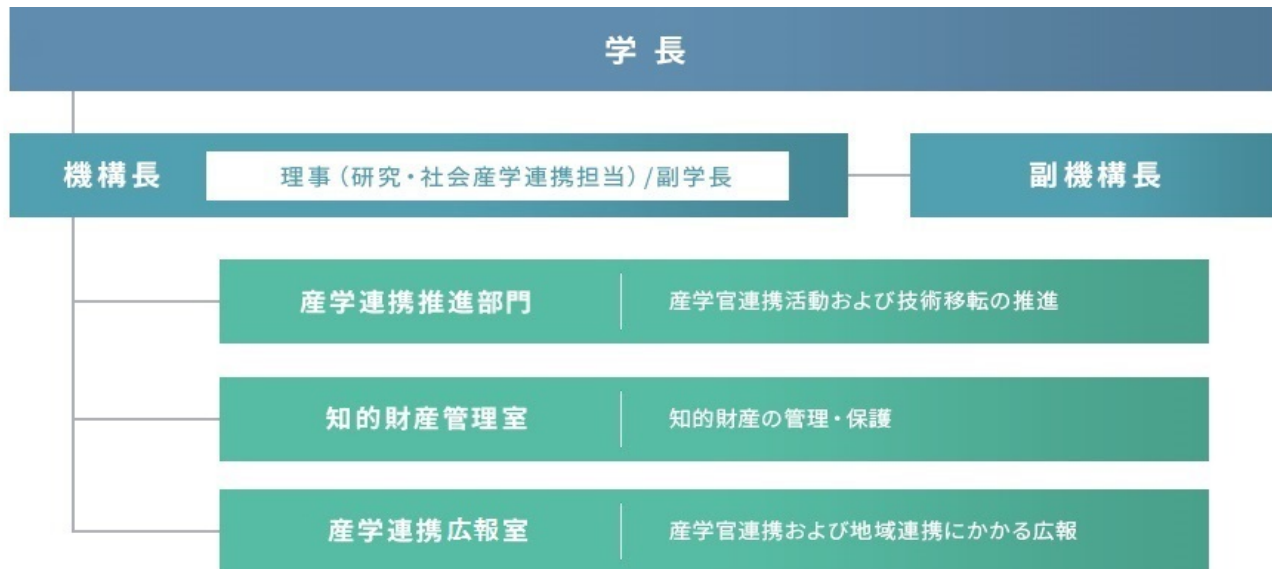 学長
機構長
理事（研究・社会産学連携担当）/副学長
副機構長
産学連携推進部門
産学官連携活動および技術移転の推進
知的財産管理室
知的財産の管理・保護
産学連携広報室
産学官連携および地域連携にかかる広報